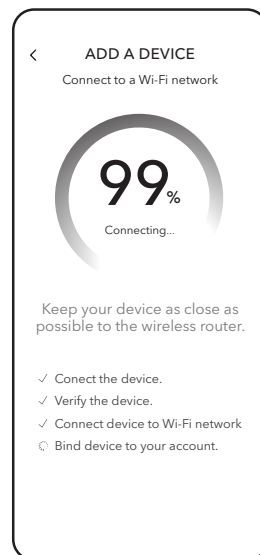 ADD A DEVICE
Connect to a Wi-Fi network
99%
Connecting...
Keep your device as close as
possible to the wireless router.
✓ Conect the device.
✓ Verify the device.
✓ Connect device to Wi-Fi network
Bind device to your account.